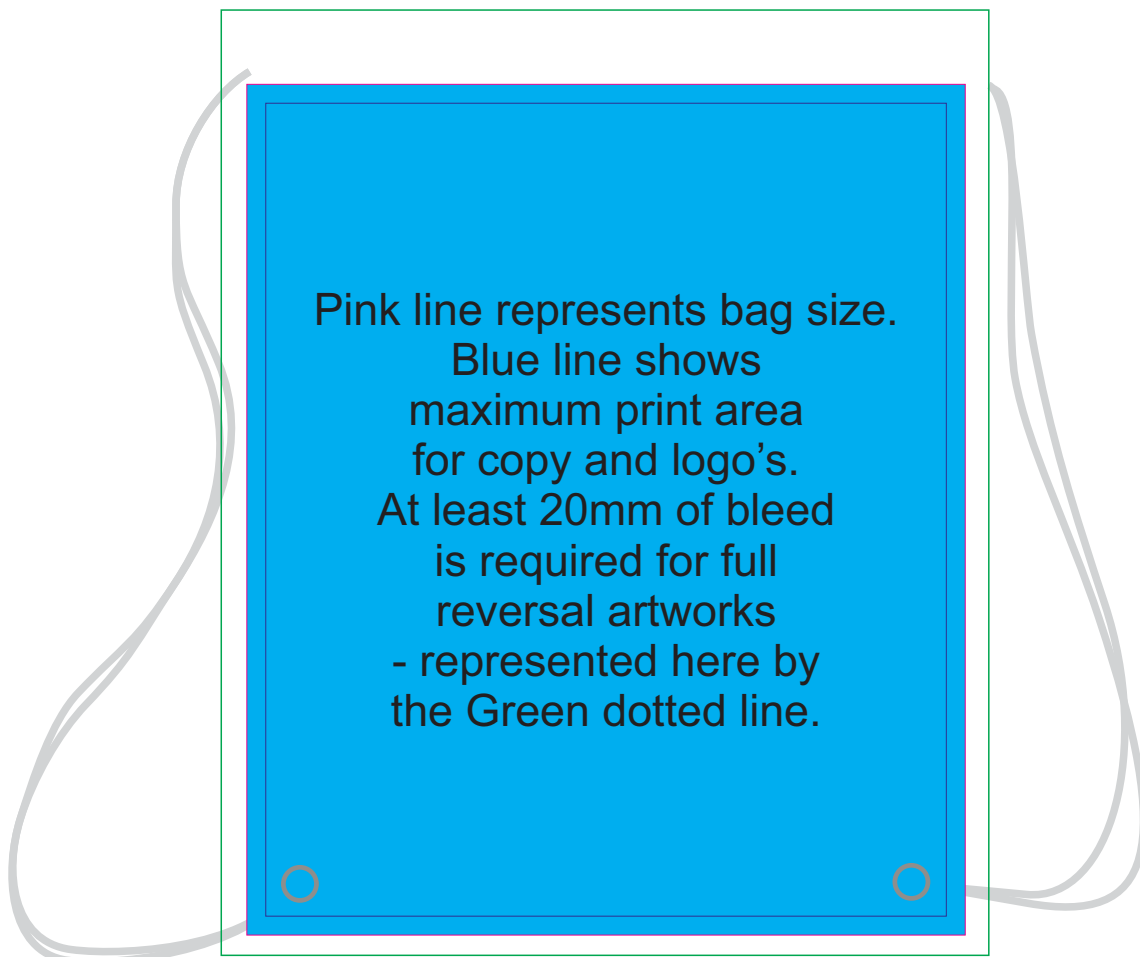 Pink line represents bag size.
Blue line shows
maximum print area
for copy and logo’s.
At least 20mm of bleed
is required for full
reversal artworks
- represented here by
the Green dotted line.